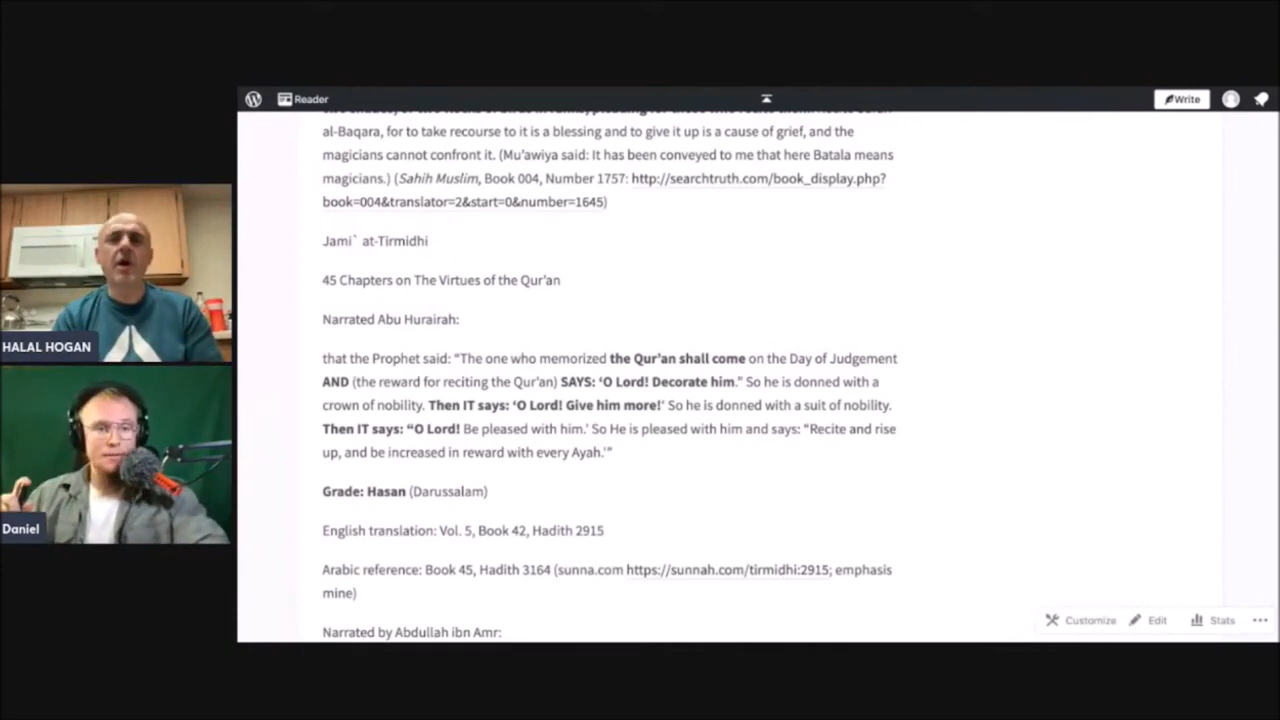 Reader
Write
al-Baqara, for to take recourse to it is a blessing and to give it up is a cause of grief, and the
magicians cannot confront it. (Mu'awiya said: It has been conveyed to me that here Batala means
magicians.) (Sahih Muslim, Book 004, Number 1757: http://searchtruth.com/book_display.php?
book=004&translator=2&start=0&number=1645)
Jami` at-Tirmidhi
45 Chapters on The Virtues of the Qur'an
Narrated Abu Hurairah:
that the Prophet said: "The one who memorized the Qur'an shall come on the Day of Judgement
AND (the reward for reciting the Qur'an) SAYS: 'O Lord! Decorate him." So he is donned with a
crown of nobility. Then IT says: 'O Lord! Give him more!' So he is donned with a suit of nobility.
Then IT says: "O Lord! Be pleased with him.' So He is pleased with him and says: "Recite and rise
up, and be increased in reward with every Ayah.'"
Grade: Hasan (Darussalam)
English translation: Vol. 5, Book 42, Hadith 2915
Arabic reference: Book 45, Hadith 3164 (sunna.com https://sunnah.com/tirmidhi:2915; emphasis
mine)
Narrated by Abdullah ibn Amr:
Customize
Edit
Stats
HALAL HOGAN
Daniel